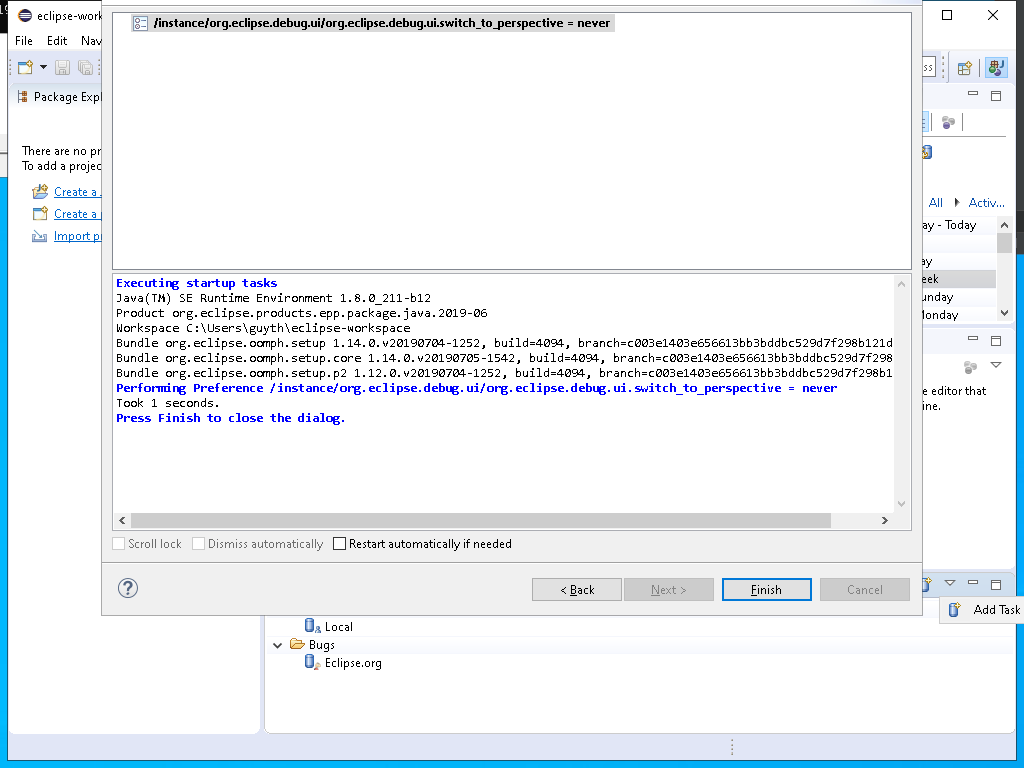 eclipse-work
/instance/org.eclipse.debug.ui/org.eclipse.debug.ui.switch_to_perspective = never
File Edit Nav
ss
Package Expl
There are no pr
To add a projec
Create a
Create a
Import p
All Activ...
ay - Today
ay
eek
unday
Monday
Executing startup tasks
Java(TM) SE Runtime Environment 1.8.0_211-b12
Product org.eclipse.products.epp.package.java.2019-06
Workspace C:\Users\guyth\eclipse-workspace
Bundle org.eclipse.oomph.setup 1.14.0.v20190704-1252, build=4094, branch=c003e1403e656613bb3bddbc529d7f298b121d
Bundle org.eclipse.oomph.setup.core 1.14.0.v20190705-1542, build=4094, branch=c003e1403e656613bb3bddbc529d7f298
Bundle org.eclipse.oomph.setup.p2 1.12.0.v20190704-1252, build=4094, branch=c003e1403e656613bb3bddbc529d7f298b1
Performing Preference /instance/org.eclipse.debug.ui/org.eclipse.debug.ui.switch_to_perspective = never
Took 1 seconds.
Press Finish to close the dialog.
e editor that
ine.
Scroll lock Dismiss automatically Restart automatically if needed
< Back Next > Finish Cancel
Add Task
Local
Bugs
Eclipse.org